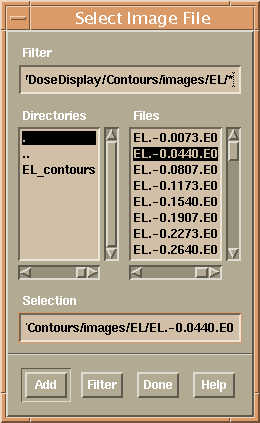 Select Image File
Filter
'DoseDisplay/Contours/images/EL/*
Directories Files
. EL.-0.0073.E0
.. EL.-0.0440.E0
EL_contours EL.-0.0807.E0
EL.-0.1173.E0
EL.-0.1540.E0
EL.-0.1907.E0
EL.-0.2273.E0
EL.-0.2640.E0
Selection
'Contours/images/EL/EL.-0.0440.E0
Add Filter Done Help